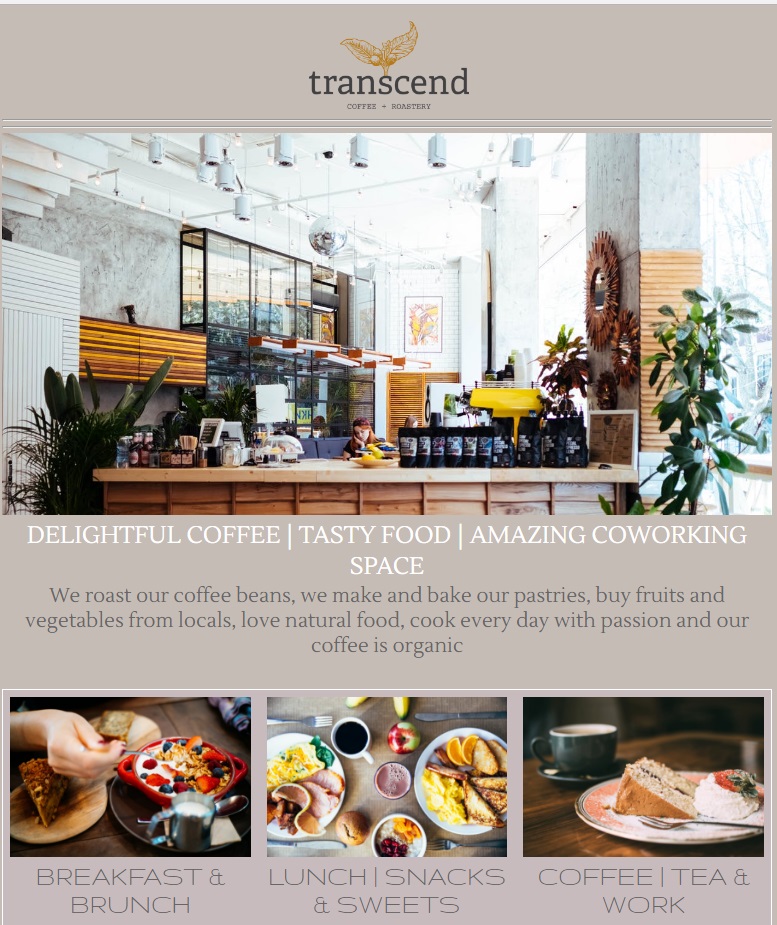 transcend
COFFEE + ROASTERY
DELIGHTFUL COFFEE | TASTY FOOD | AMAZING COWORKING
SPACE
We roast our coffee beans, we make and bake our pastries, buy fruits and
vegetables from locals, love natural food, cook every day with passion and our
coffee is organic
BREAKFAST &
BRUNCH
LUNCH | SNACKS
& SWEETS
COFFEE | TEA &
WORK